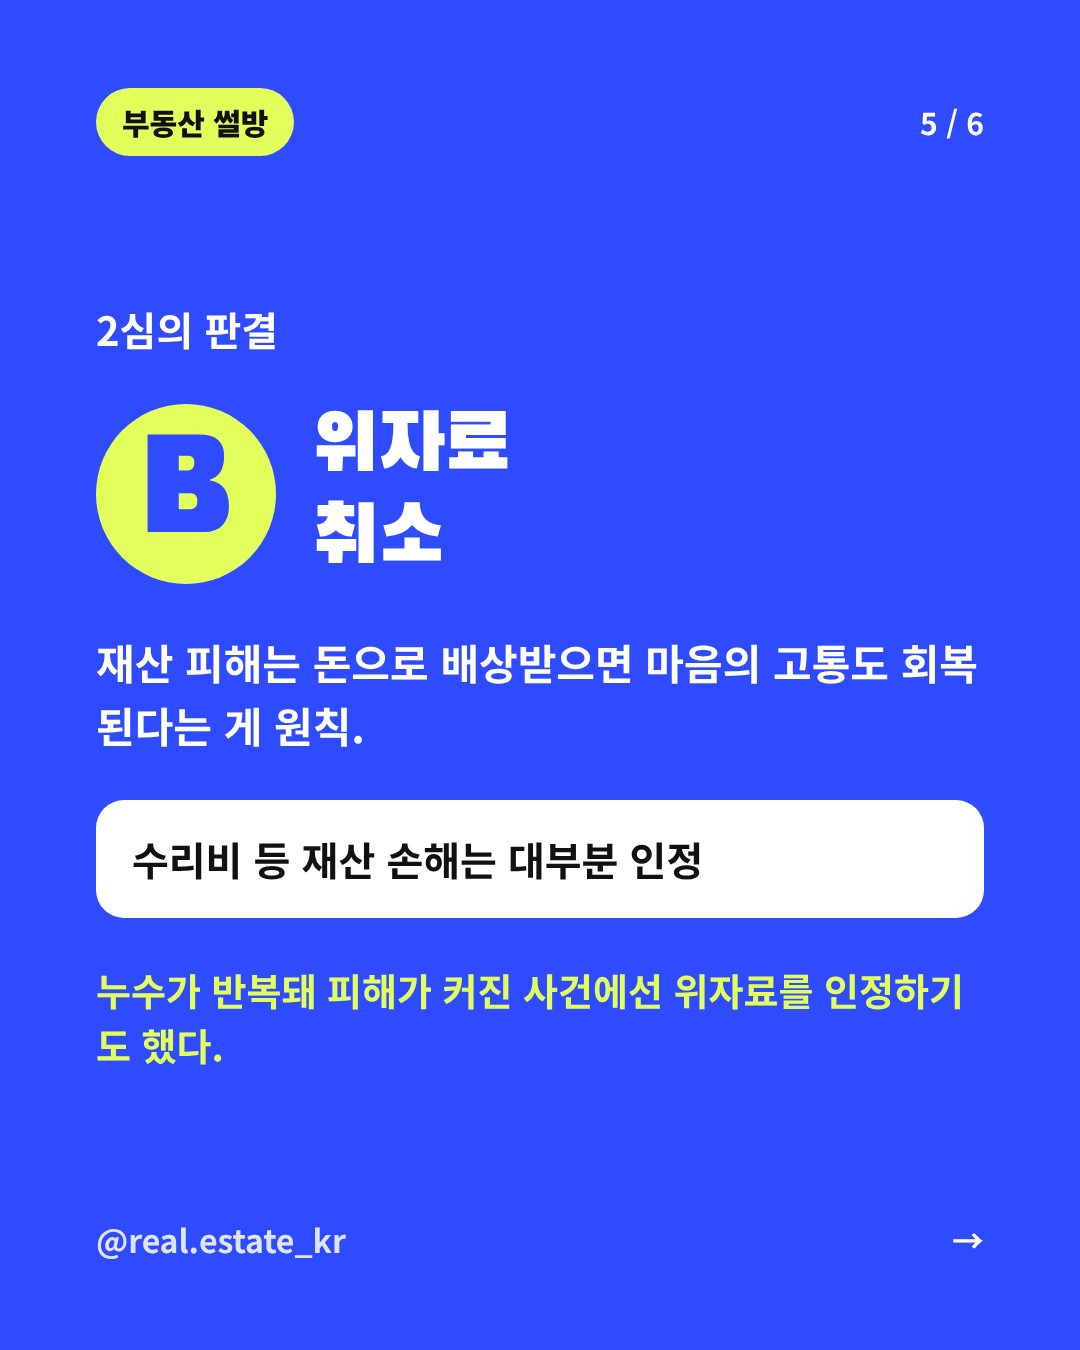 부동산 썰방
5 / 6
2심의 판결
B
위자료
취소
재산 피해는 돈으로 배상받으면 마음의 고통도 회복
된다는 게 원칙.
수리비 등 재산 손해는 대부분 인정
누수가 반복돼 피해가 커진 사건에선 위자료를 인정하기
도 했다.
@real.estate_kr
→